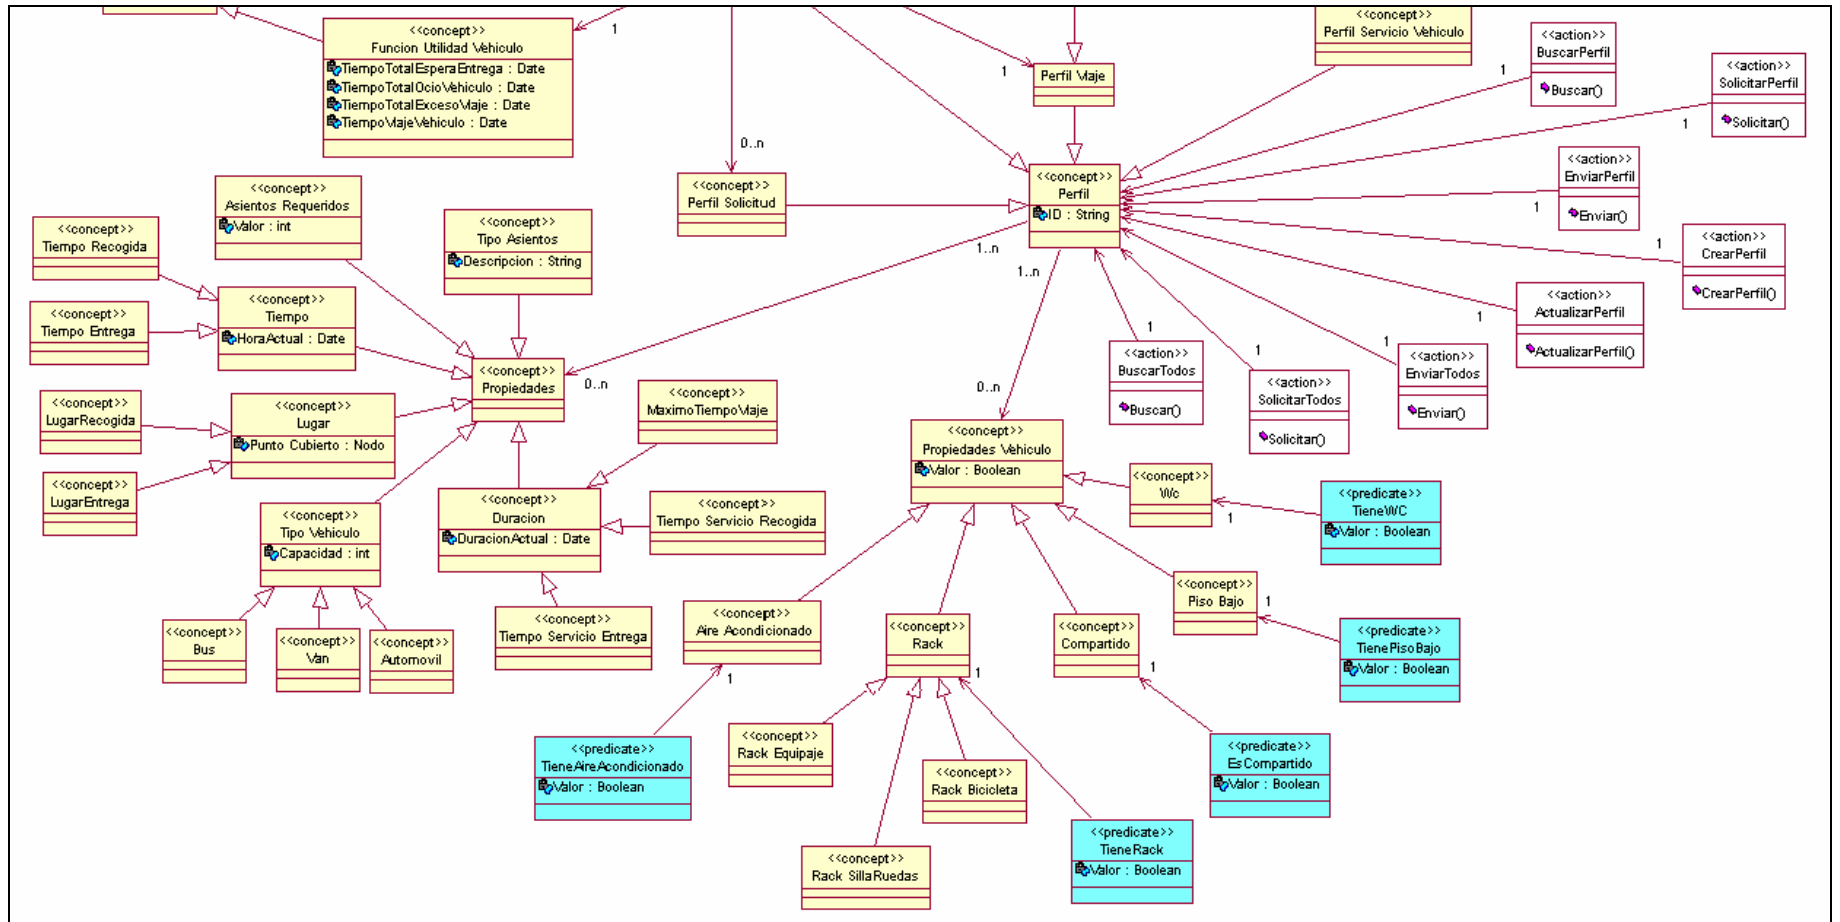 <<concept>>
Funcion Utilidad Vehiculo
TiempoTotalEsperaEntrega : Date
TiempoTotalOcioVehiculo : Date
TiempoTotalExcesoViaje : Date
TiempoViajeVehiculo : Date
1
0..n
<<concept>>
Perfil Solicitud
1
Perfil Viaje
<<concept>>
Perfil Servicio Vehiculo
<<action>>
BuscarPerfil
Buscar()
1
<<action>>
SolicitarPerfil
Solicitar()
1
<<action>>
EnviarPerfil
Enviar()
1
<<action>>
CrearPerfil
CrearPerfil()
1
<<action>>
ActualizarPerfil
ActualizarPerfil()
1
<<action>>
EnviarTodos
Enviar()
1
<<action>>
SolicitarTodos
Solicitar()
1
<<action>>
BuscarTodos
Buscar()
1
<<concept>>
Perfil
ID : String
1..n
1..n
0..n
0..n
<<concept>>
Asientos Requeridos
Valor : int
<<concept>>
Tiempo Recogida
<<concept>>
Tipo Asientos
Descripcion : String
<<concept>>
Tiempo Entrega
<<concept>>
Tiempo
HoraActual : Date
<<concept>>
Propiedades
<<concept>>
LugarRecogida
<<concept>>
Lugar
Punto Cubierto : Nodo
<<concept>>
LugarEntrega
<<concept>>
MaximoTiempoViaje
<<concept>>
Tipo Vehiculo
Capacidad : int
<<concept>>
Duracion
DuracionActual : Date
<<concept>>
Tiempo Servicio Recogida
<<concept>>
Tiempo Servicio Entrega
<<concept>>
Bus
<<concept>>
Van
<<concept>>
Automovil
<<concept>>
Propiedades Vehiculo
Valor : Boolean
<<concept>>
Wc
1
<<predicate>>
TieneWC
Valor : Boolean
<<concept>>
Piso Bajo
1
<<predicate>>
TienePisoBajo
Valor : Boolean
<<concept>>
Aire Acondicionado
1
<<concept>>
Rack
1
<<concept>>
Compartido
1
<<predicate>>
TieneAireAcondicionado
Valor : Boolean
<<concept>>
Rack Equipaje
<<concept>>
Rack Bicicleta
<<predicate>>
EsCompartido
Valor : Boolean
<<concept>>
Rack SillaRuedas
<<predicate>>
TieneRack
Valor : Boolean